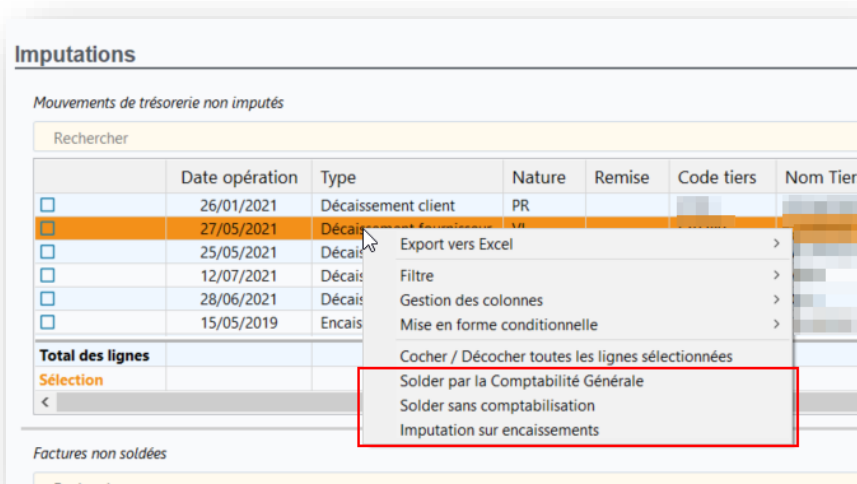 Imputations
Mouvements de trésorerie non imputés
Rechercher
Date opération Type Nature Remise Code tiers Nom Tier
26/01/2021 Décaissement client PR
27/05/2021 Décaissement fournisseur VI
25/05/2021 Décais
12/07/2021 Décais
28/06/2021 Décais
15/05/2019 Encais
Export vers Excel
Filtre
Gestion des colonnes
Mise en forme conditionnelle
Cocher / Décocher toutes les lignes sélectionnées
Solder par la Comptabilité Générale
Solder sans comptabilisation
Imputation sur encaissements
Total des lignes
Sélection
Factures non soldées